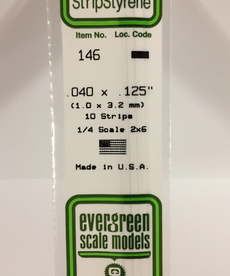 StripStyrene
Item No. Loc. Code
146
.040 x .125"
(1.0 x 3.2 mm)
10 Strips
1/4 Scale 2x6
Made in U.S.A.
evergreen
scale models